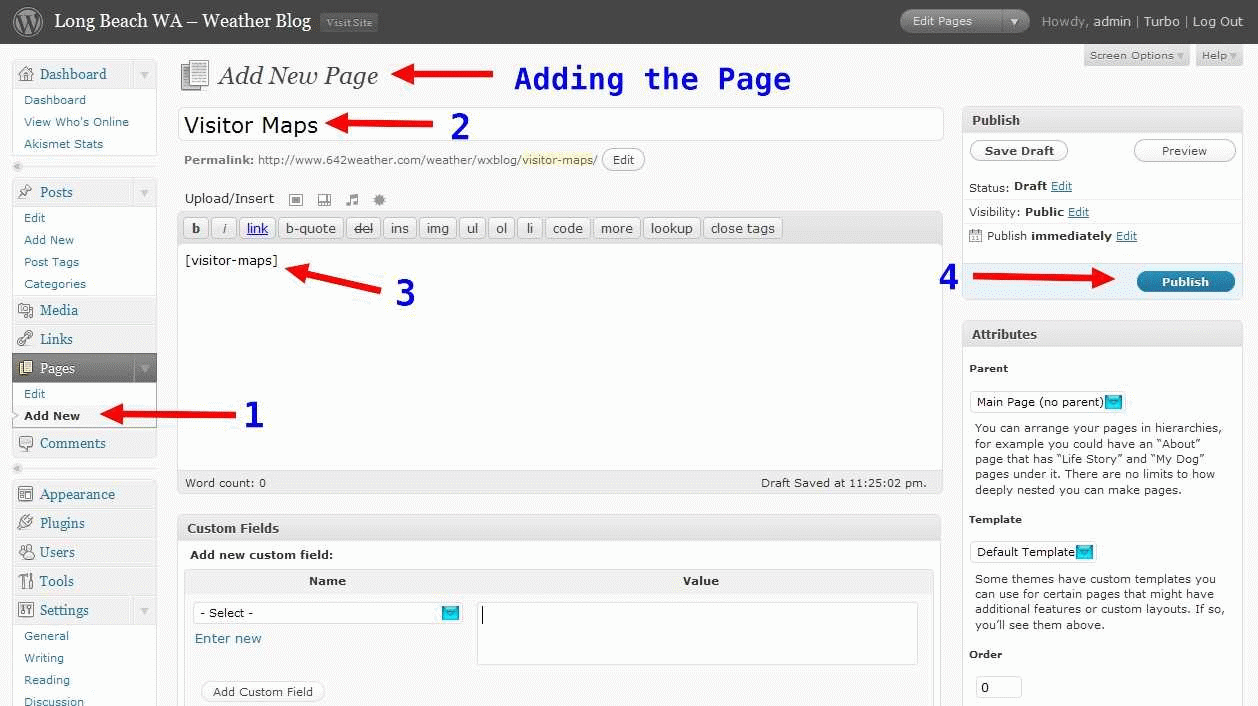 Long Beach WA – Weather Blog Visit Site Edit Pages Howdy, admin | Turbo | Log Out
Screen Options Help
Dashboard
Dashboard
View Who's Online
Akismet Stats
Posts
Edit
Add New
Post Tags
Categories
Media
Links
Pages
Edit
Add New
1
Comments
Appearance
Plugins
Users
Tools
Settings
General
Writing
Reading
Discussion
Add New Page Adding the Page
Visitor Maps 2
Permalink: http://www.642weather.com/weather/wxblog/visitor-maps/ Edit
Upload/Insert
b i link b-quote del ins img ul ol li code more lookup close tags
[visitor-maps]
3
Word count: 0 Draft Saved at 11:25:02 pm.
Custom Fields
Add new custom field:
Name Value
- Select -
Enter new
Add Custom Field
Publish
Save Draft Preview
Status: Draft Edit
Visibility: Public Edit
Publish immediately Edit
4 Publish
Attributes
Parent
Main Page (no parent)
You can arrange your pages in hierarchies,
for example you could have an “About”
page that has “Life Story” and “My Dog”
pages under it. There are no limits to how
deeply nested you can make pages.
Template
Default Template
Some themes have custom templates you
can use for certain pages that might have
additional features or custom layouts. If so,
you’ll see them above.
Order
0